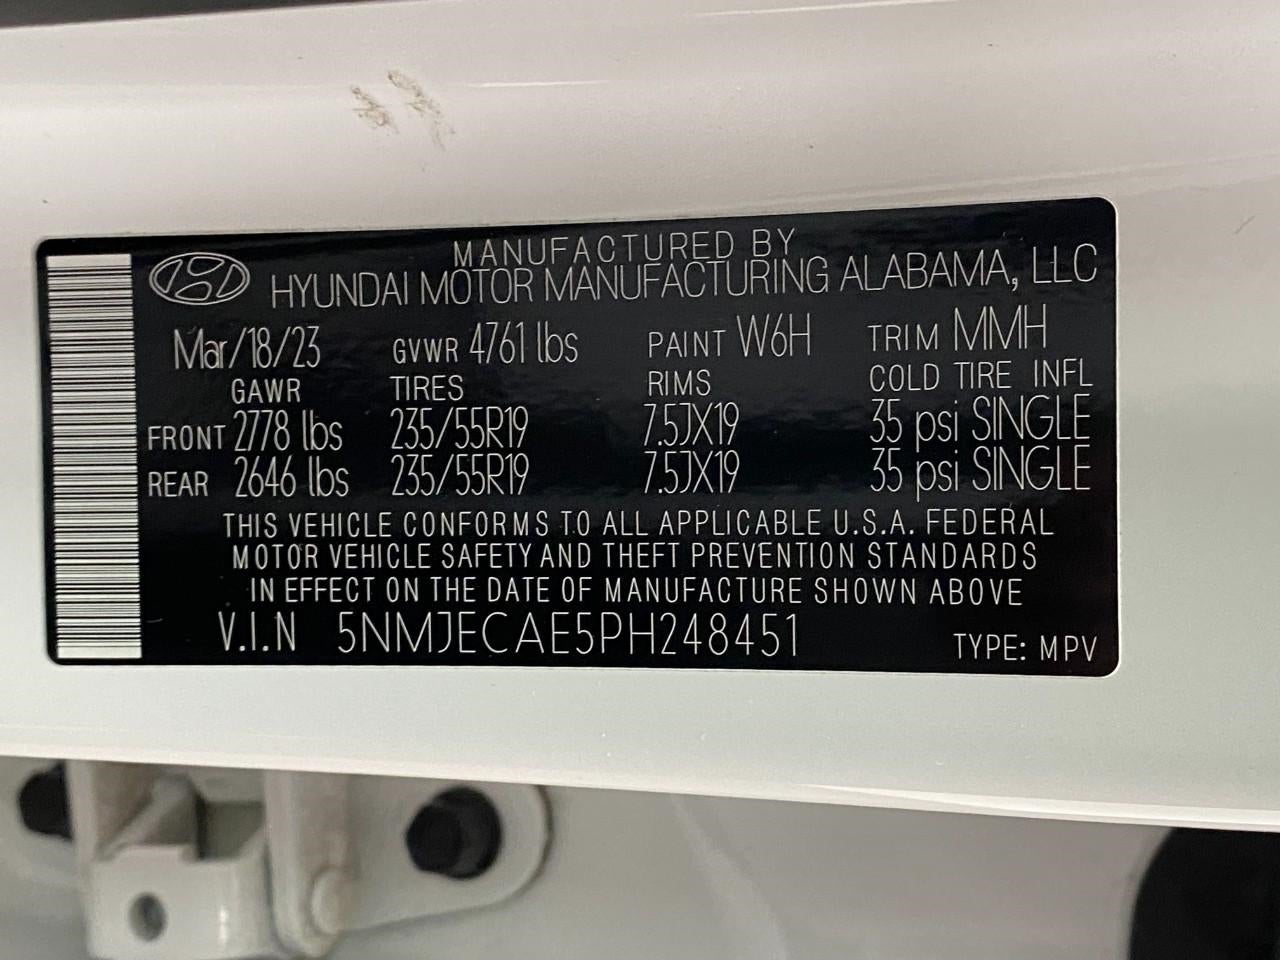 MANUFACTURED BY
HYUNDAI MOTOR MANUFACTURING ALABAMA, LLC
Mar/18/23 GVWR 4761 lbs PAINT W6H TRIM MMH
GAWR TIRES RIMS COLD TIRE INFL
FRONT 2778 lbs 235/55R19 7.5JX19 35 psi SINGLE
REAR 2646 lbs 235/55R19 7.5JX19 35 psi SINGLE
THIS VEHICLE CONFORMS TO ALL APPLICABLE U.S.A. FEDERAL
MOTOR VEHICLE SAFETY AND THEFT PREVENTION STANDARDS
IN EFFECT ON THE DATE OF MANUFACTURE SHOWN ABOVE
V.I.N 5NMJECAE5PH248451 TYPE: MPV